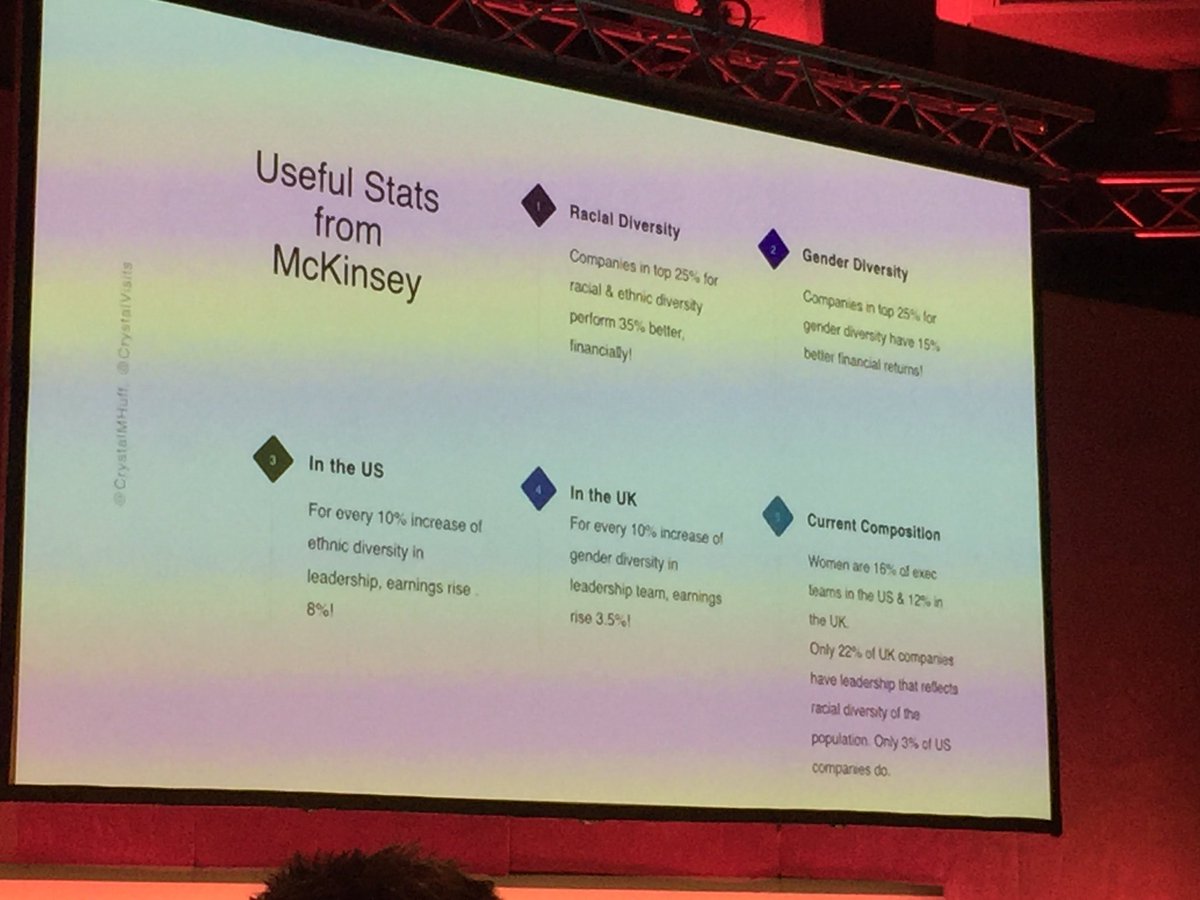 Useful Stats
from
McKinsey
@CrystalMHuff, @CrystalVisits
1
Racial Diversity
Companies in top 25% for
racial & ethnic diversity
perform 35% better,
financially!
2
Gender Diversity
Companies in top 25% for
gender diversity have 15%
better financial returns!
3
In the US
For every 10% increase of
ethnic diversity in
leadership, earnings rise .
8%!
4
In the UK
For every 10% increase of
gender diversity in
leadership team, earnings
rise 3.5%!
5
Current Composition
Women are 16% of exec
teams in the US & 12% in
the UK.
Only 22% of UK companies
have leadership that reflects
racial diversity of the
population. Only 3% of US
companies do.